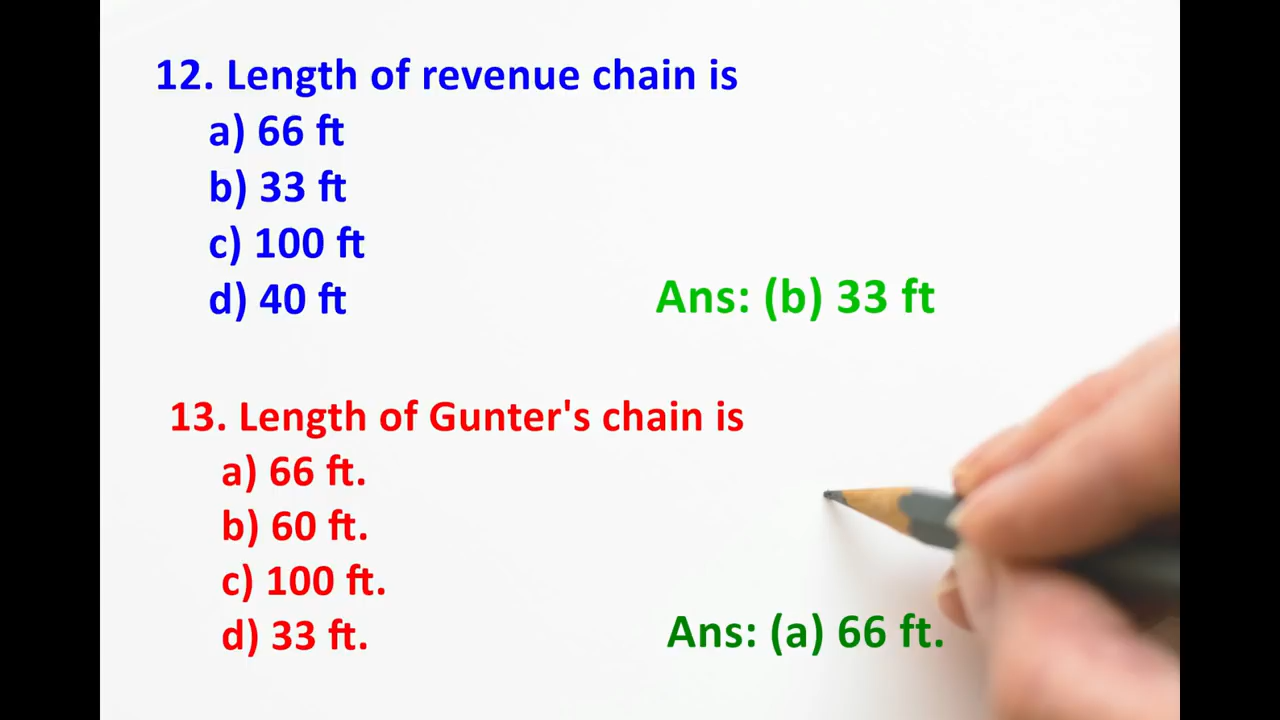 12. Length of revenue chain is
a) 66 ft
b) 33 ft
c) 100 ft
d) 40 ft
Ans: (b) 33 ft
13. Length of Gunter's chain is
a) 66 ft.
b) 60 ft.
c) 100 ft.
d) 33 ft.
Ans: (a) 66 ft.